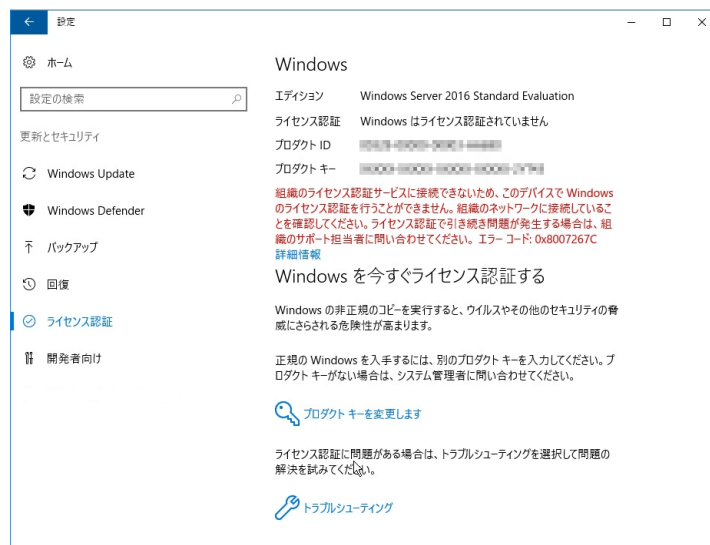 設定
ホーム
設定の検索
更新とセキュリティ
Windows Update
Windows Defender
バックアップ
回復
ライセンス認証
開発者向け
Windows
エディション Windows Server 2016 Standard Evaluation
ライセンス認証 Windows はライセンス認証されていません
プロダクト ID
プロダクト キー
組織のライセンス認証サービスに接続できないため、このデバイスで Windows
のライセンス認証を行うことができません。組織のネットワークに接続しているこ
とを確認してください。ライセンス認証で引き続き問題が発生する場合は、組
織のサポート担当者に問い合わせてください。エラー コード: 0x8007267C
詳細情報
Windows を今すぐライセンス認証する
Windows の非正規のコピーを実行すると、ウイルスやその他のセキュリティの脅
威にさらされる危険性が高まります。
正規の Windows を入手するには、別のプロダクト キーを入力してください。プ
ロダクト キーがない場合は、システム管理者に問い合わせてください。
プロダクト キーを変更します
ライセンス認証に問題がある場合は、トラブルシューティングを選択して問題の
解決を試みてください。
トラブルシューティング